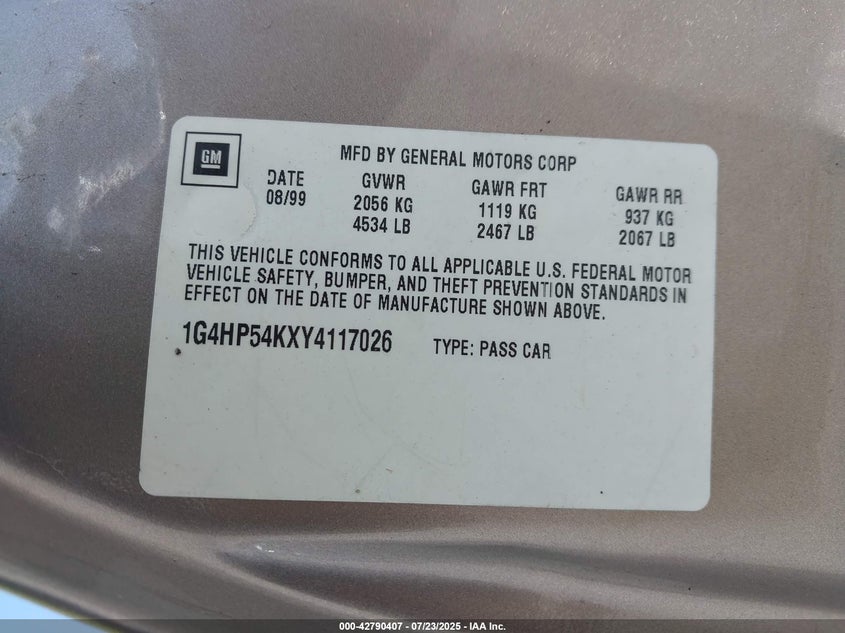 GM
MFD BY GENERAL MOTORS CORP
DATE GVWR GAWR FRT GAWR RR
08/99 2056 KG 1119 KG 937 KG
4534 LB 2467 LB 2067 LB
THIS VEHICLE CONFORMS TO ALL APPLICABLE U.S. FEDERAL MOTOR
VEHICLE SAFETY, BUMPER, AND THEFT PREVENTION STANDARDS IN
EFFECT ON THE DATE OF MANUFACTURE SHOWN ABOVE.
1G4HP54KXY4117026 TYPE: PASS CAR
000-42790407 - 07/23/2025 - IAA Inc.